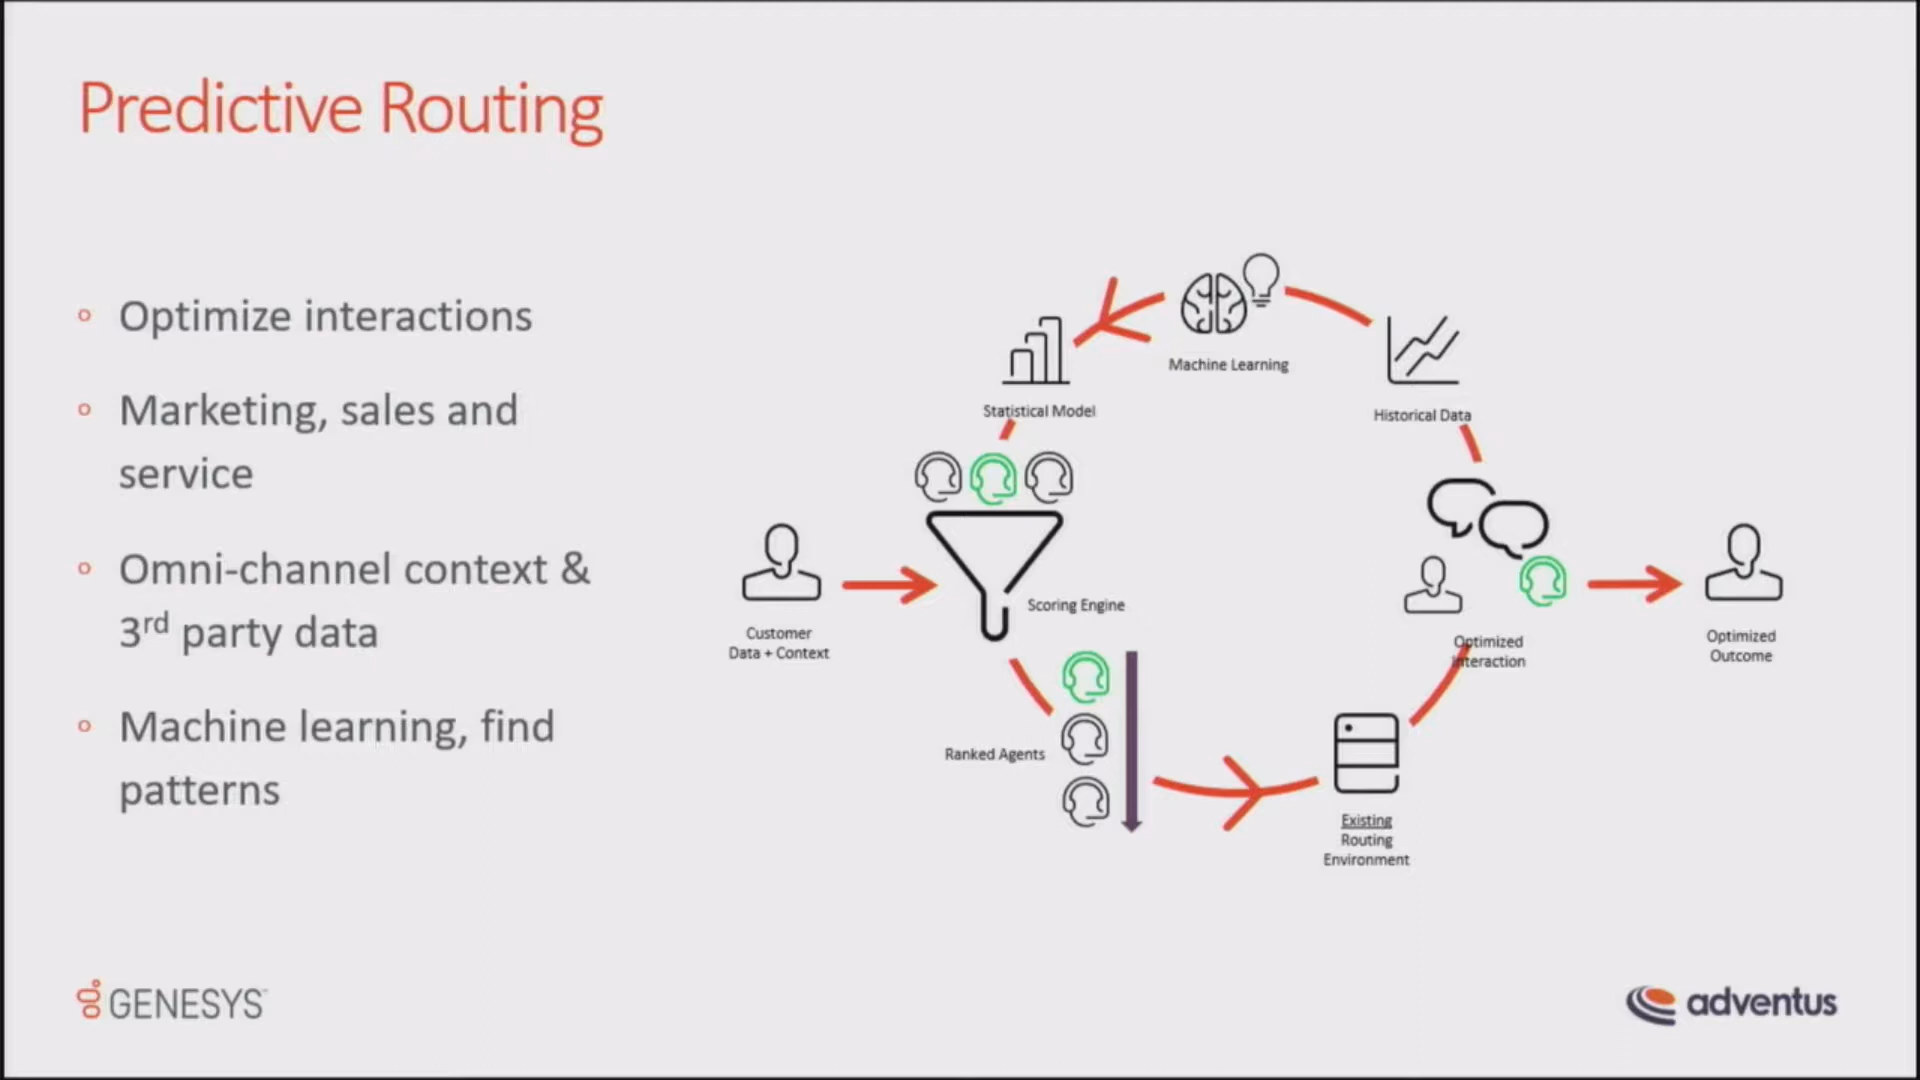 Predictive Routing
Optimize interactions
Marketing, sales and
service
Omni-channel context &
3rd party data
Machine learning, find
patterns
Machine Learning
Statistical Model
Historical Data
Scoring Engine
Customer
Data + Context
Optimized
Interaction
Optimized
Outcome
Ranked Agents
Existing
Routing
Environment
GENESYS™
adventus